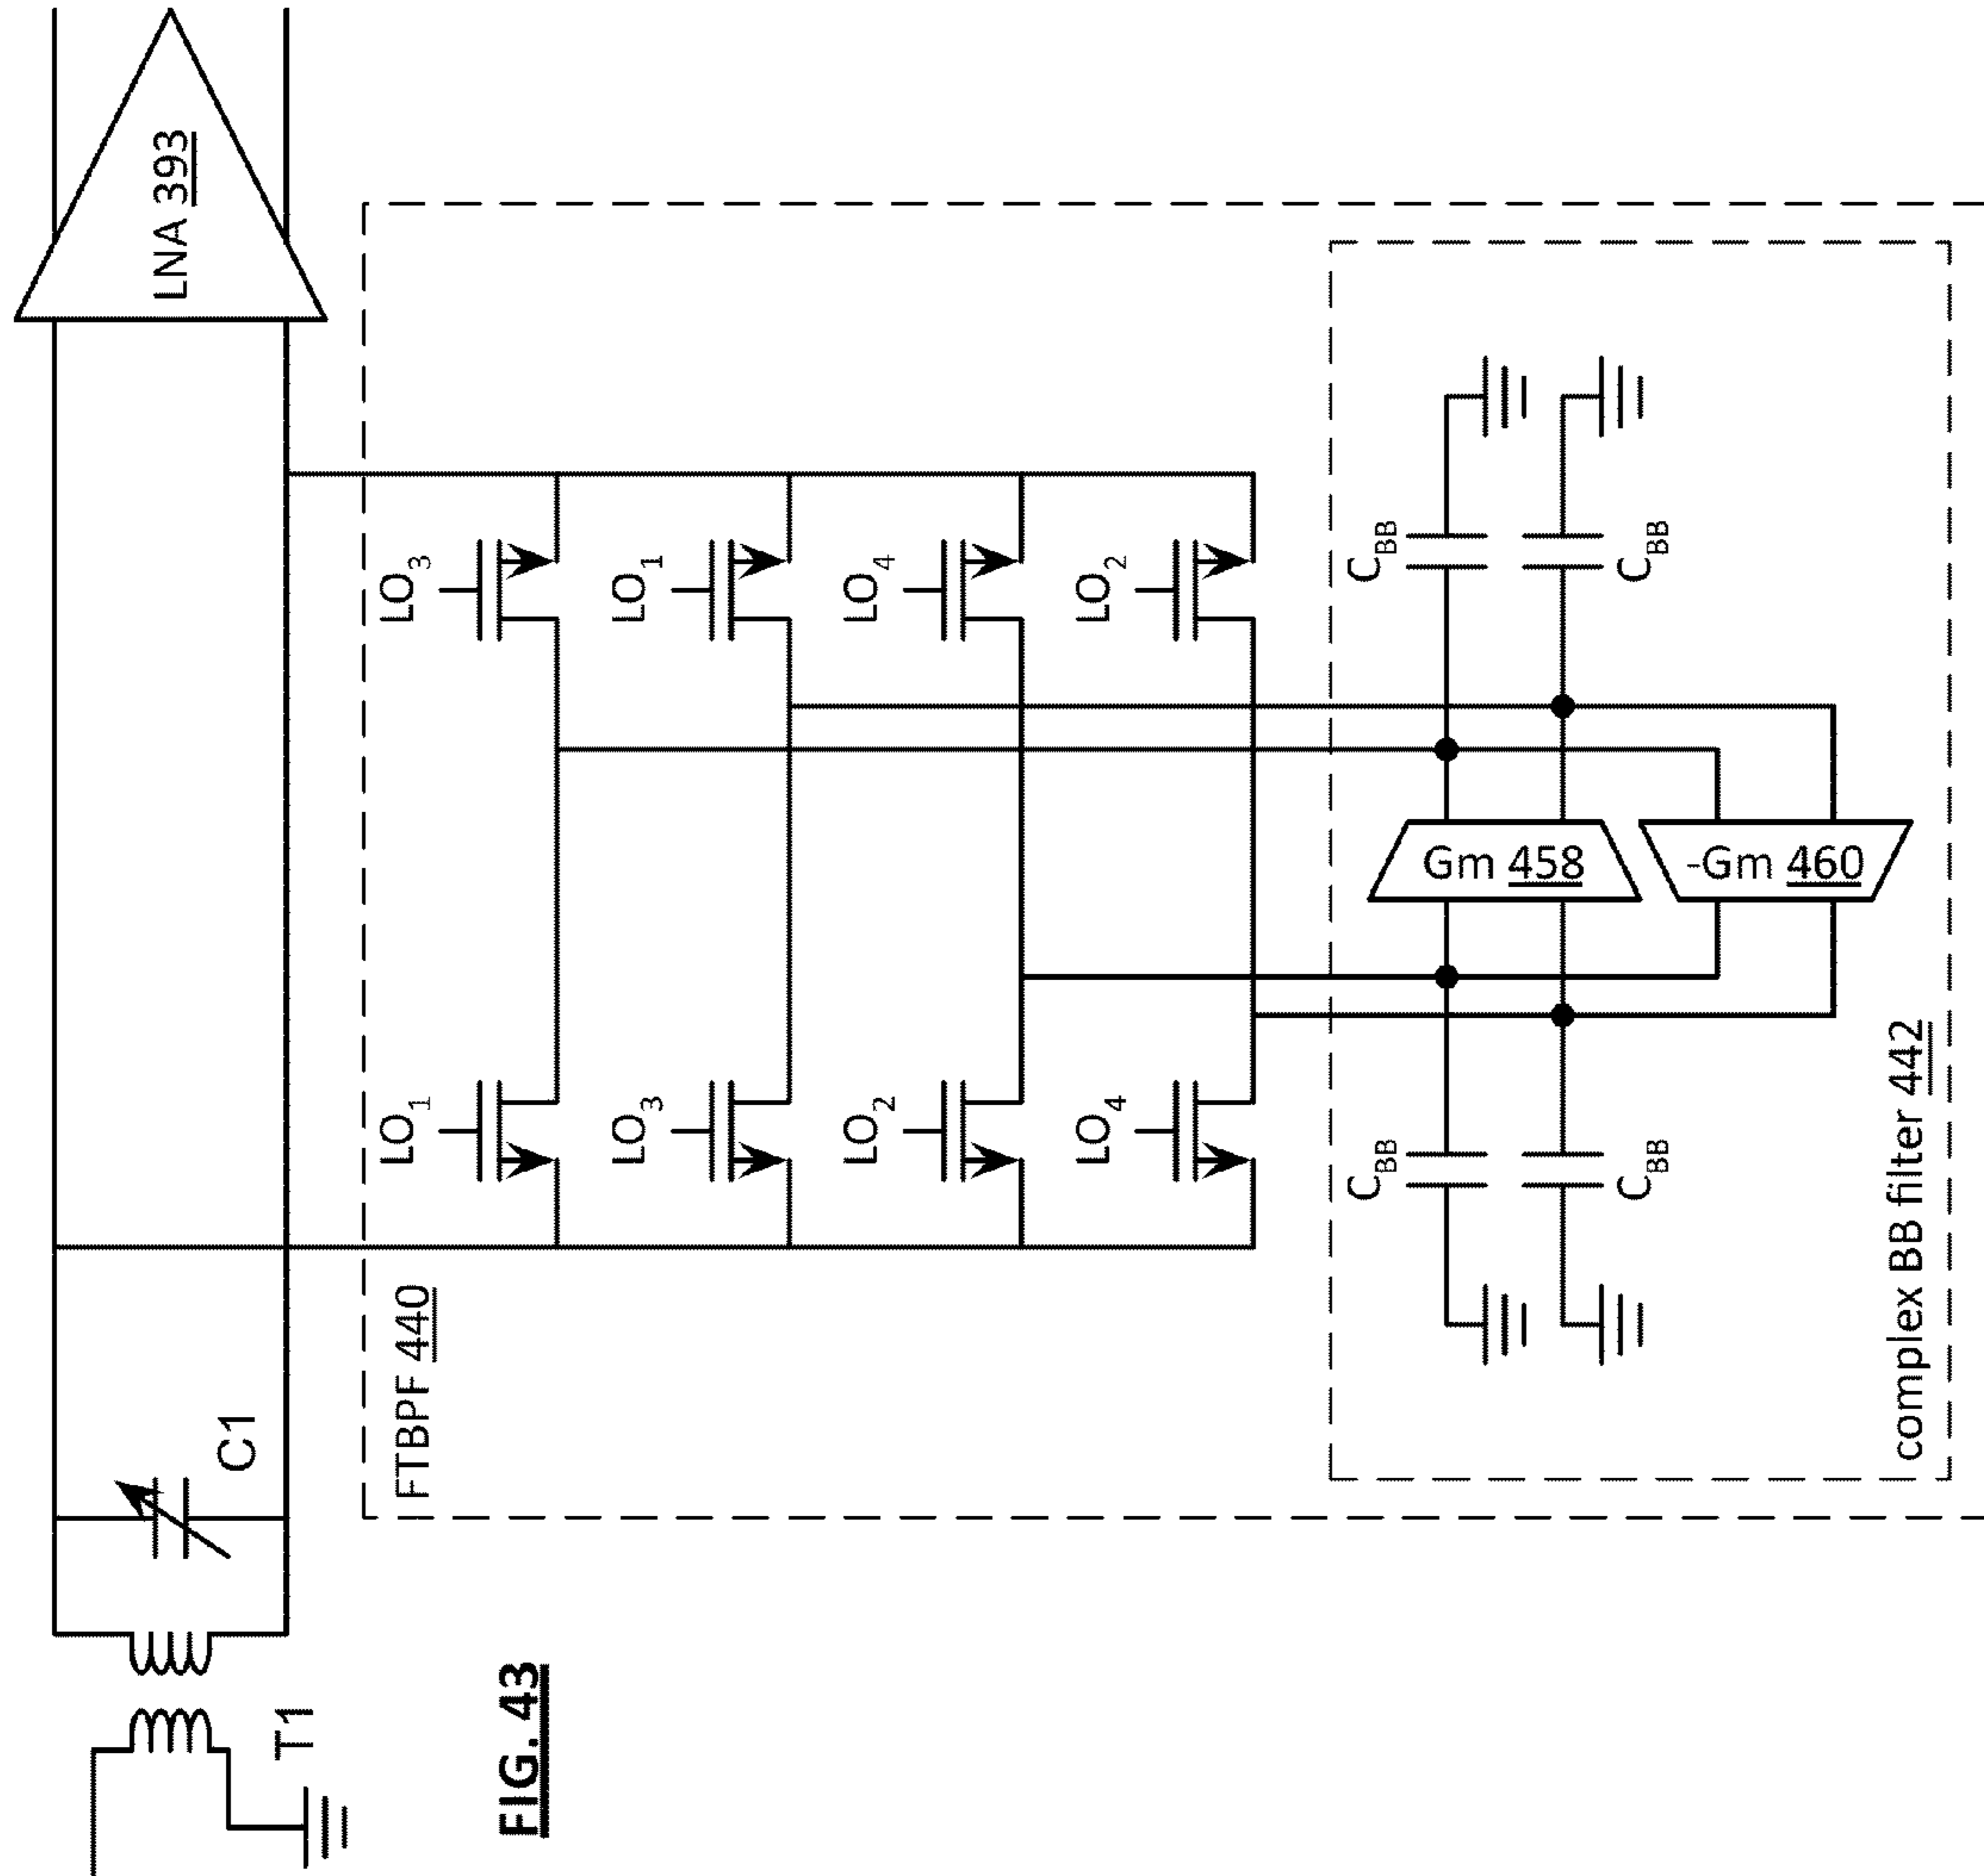 LNA 393
C1
T1
FIG. 43
FTBPF 440
LO3
LO1
LO4
LO2
LO1
LO3
LO2
LO4
CBB
CBB
CBB
CBB
Gm 458
-Gm 460
complex BB filter 442